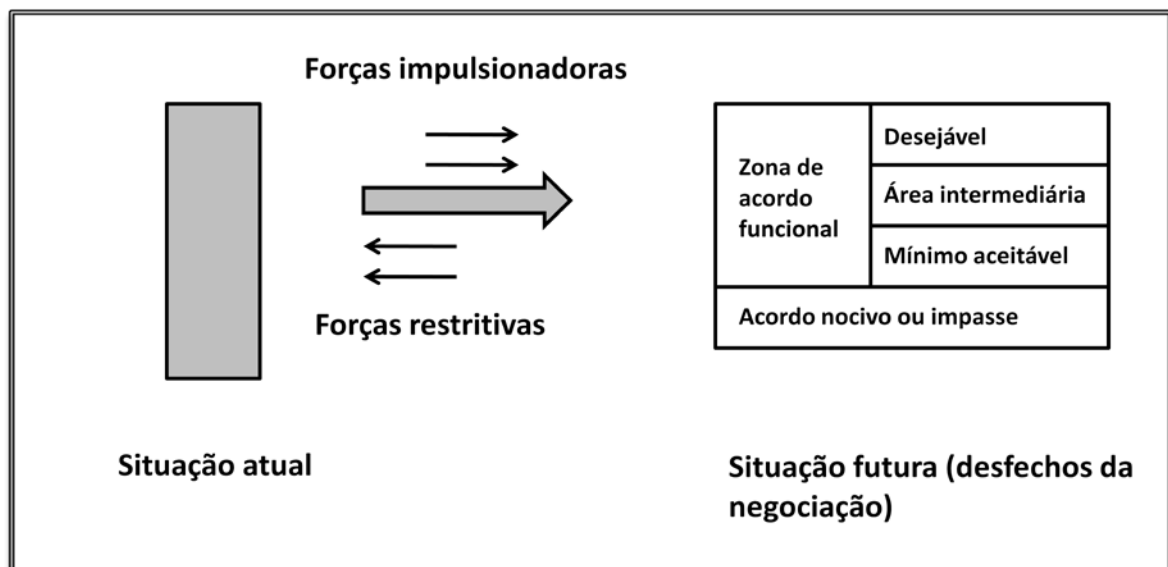 Forças impulsionadoras
Desejável
Zona de
acordo
funcional
Área intermediária
Mínimo aceitável
Forças restritivas
Acordo nocivo ou impasse
Situação atual
Situação futura (desfechos da
negociação)